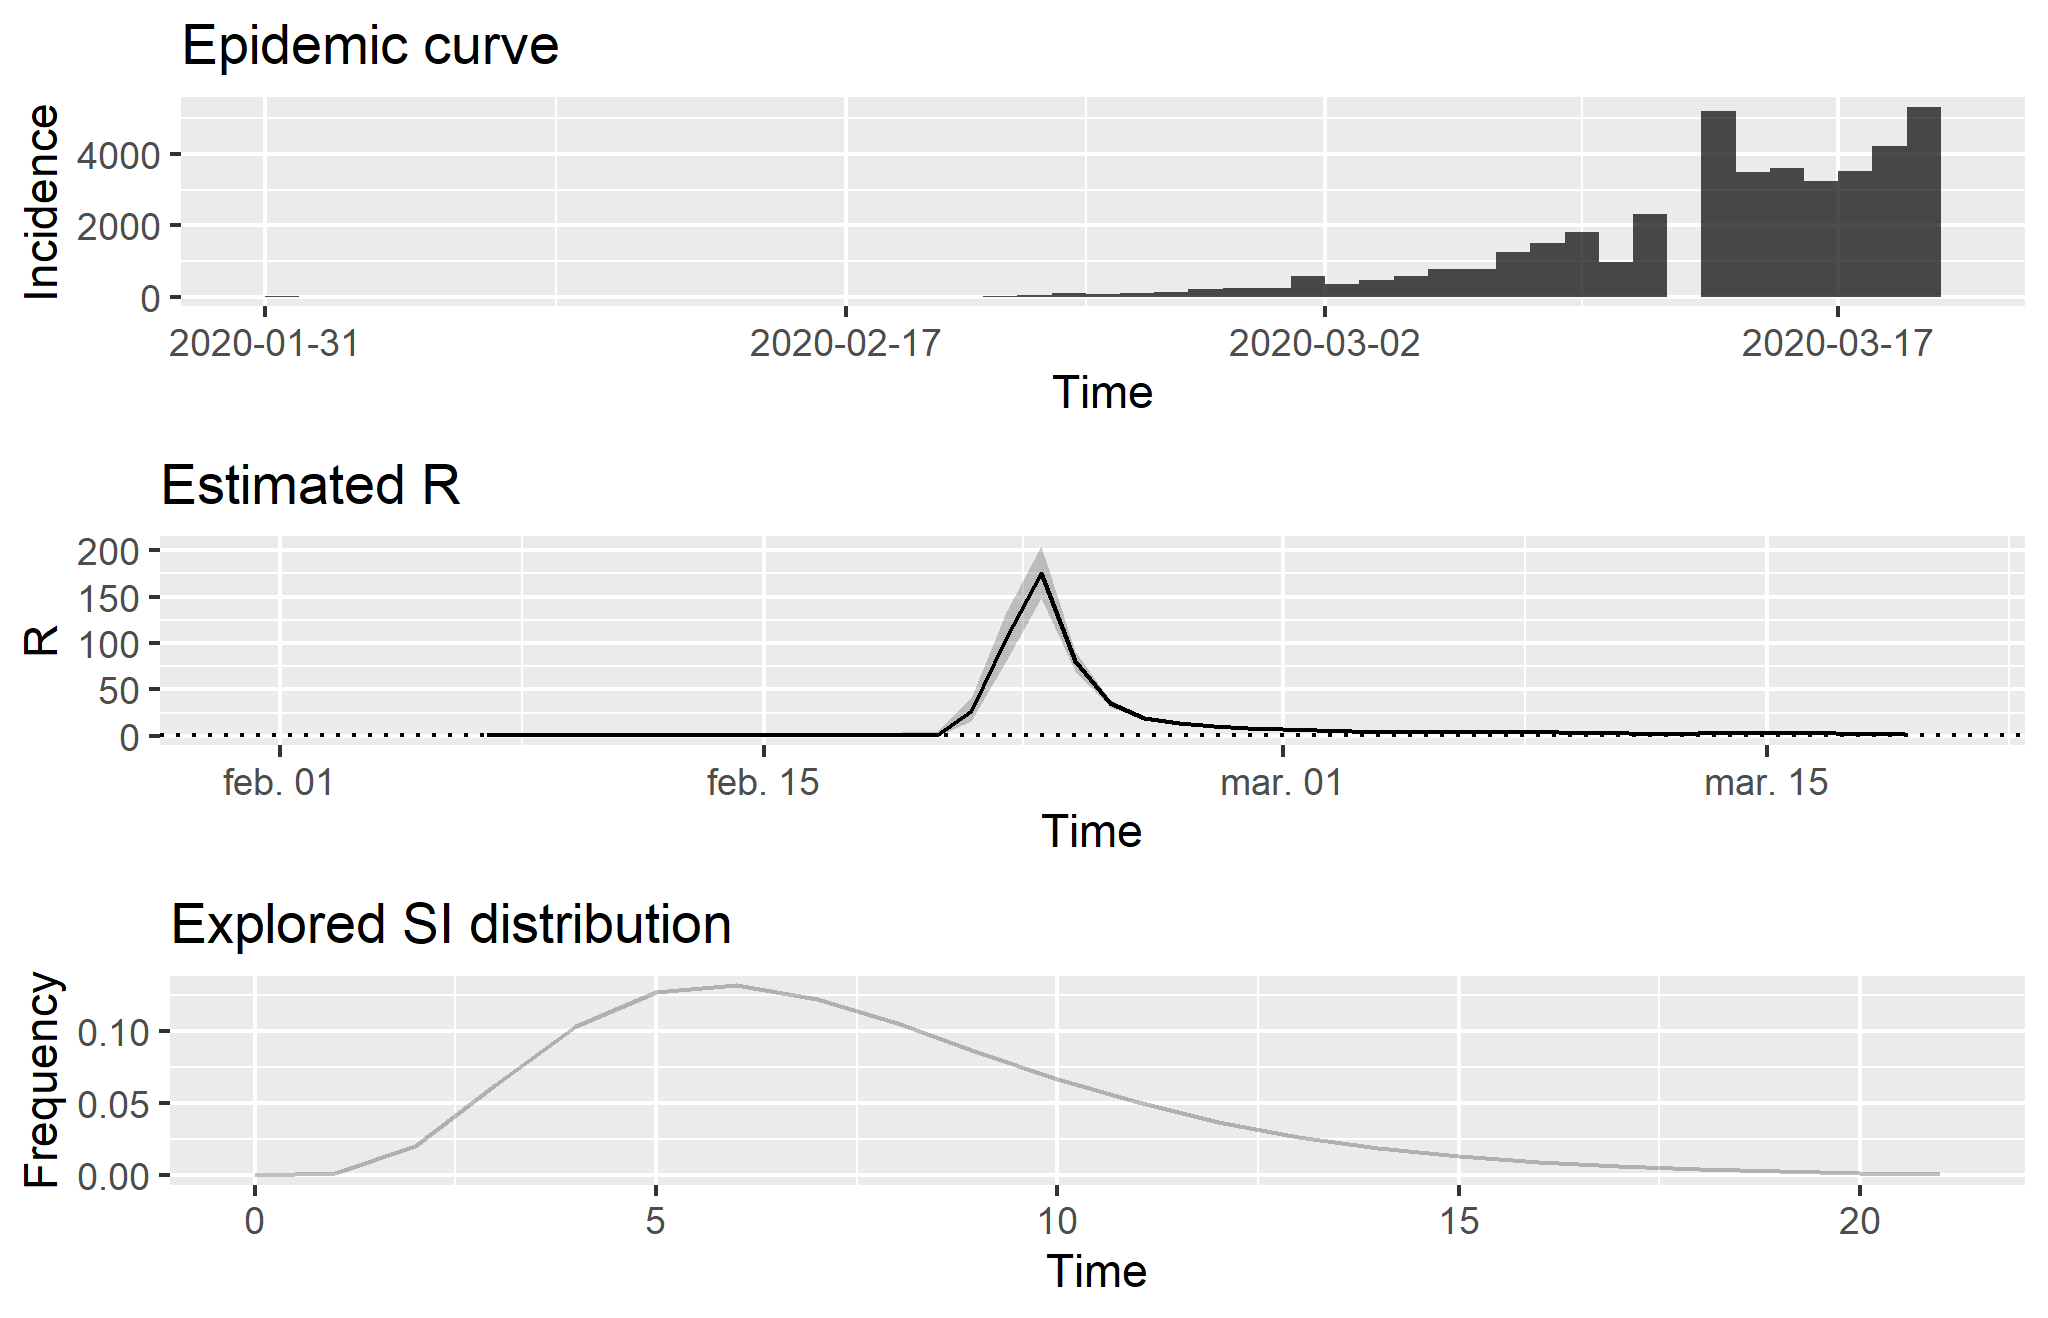 Epidemic curve
Incidence
4000
2000
0
2020-01-31 2020-02-17 2020-03-02 2020-03-17
Time
Estimated R
R
200
150
100
50
0
feb. 01 feb. 15 mar. 01 mar. 15
Time
Explored SI distribution
Frequency
0.10
0.05
0.00
0 5 10 15 20
Time